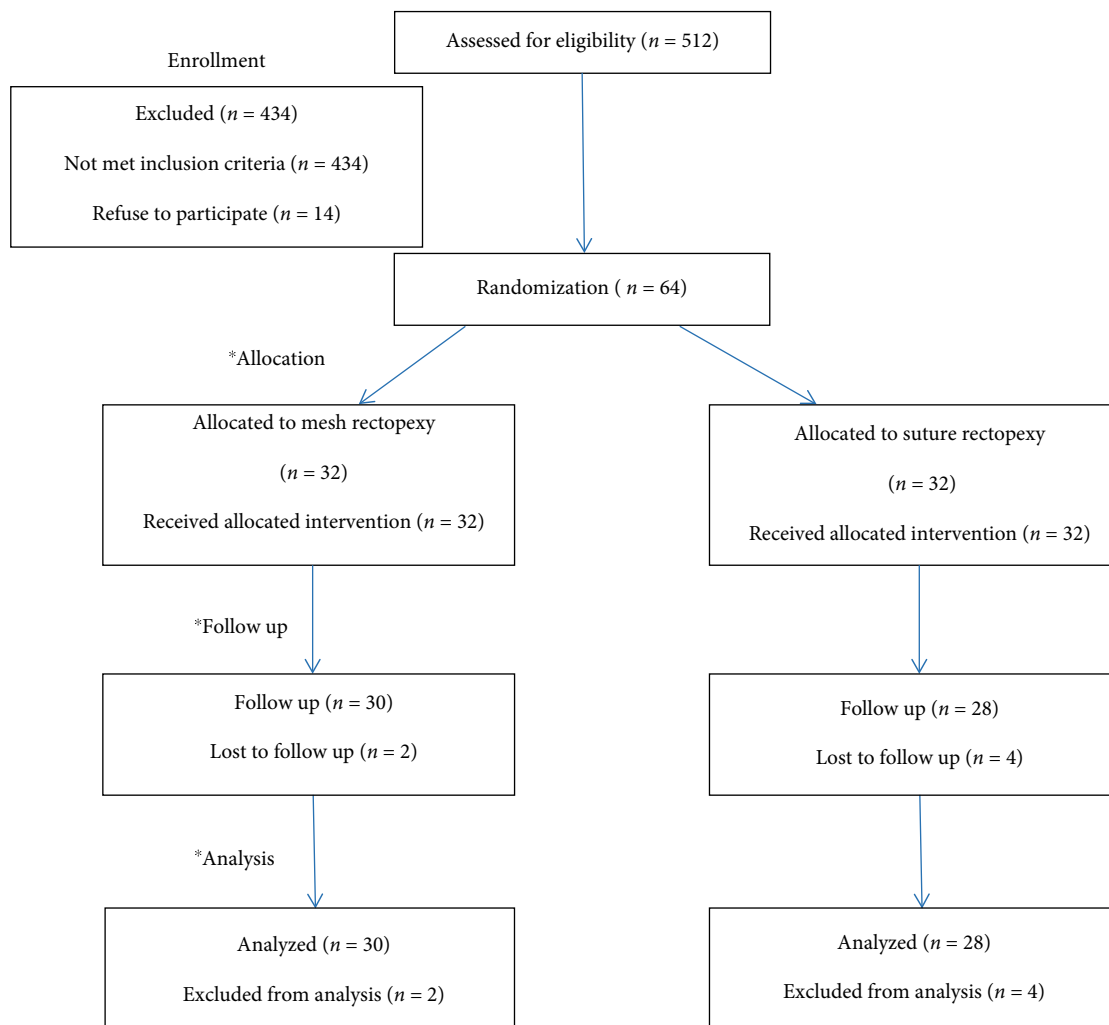 Assessed for eligibility (n = 512)
Enrollment
Excluded (n = 434)
Not met inclusion criteria (n = 434)
Refuse to participate (n = 14)
Randomization ( n = 64)
*Allocation
Allocated to mesh rectopexy
(n = 32)
Received allocated intervention (n = 32)
Allocated to suture rectopexy
(n = 32)
Received allocated intervention (n = 32)
*Follow up
Follow up (n = 30)
Lost to follow up (n = 2)
Follow up (n = 28)
Lost to follow up (n = 4)
*Analysis
Analyzed (n = 30)
Excluded from analysis (n = 2)
Analyzed (n = 28)
Excluded from analysis (n = 4)